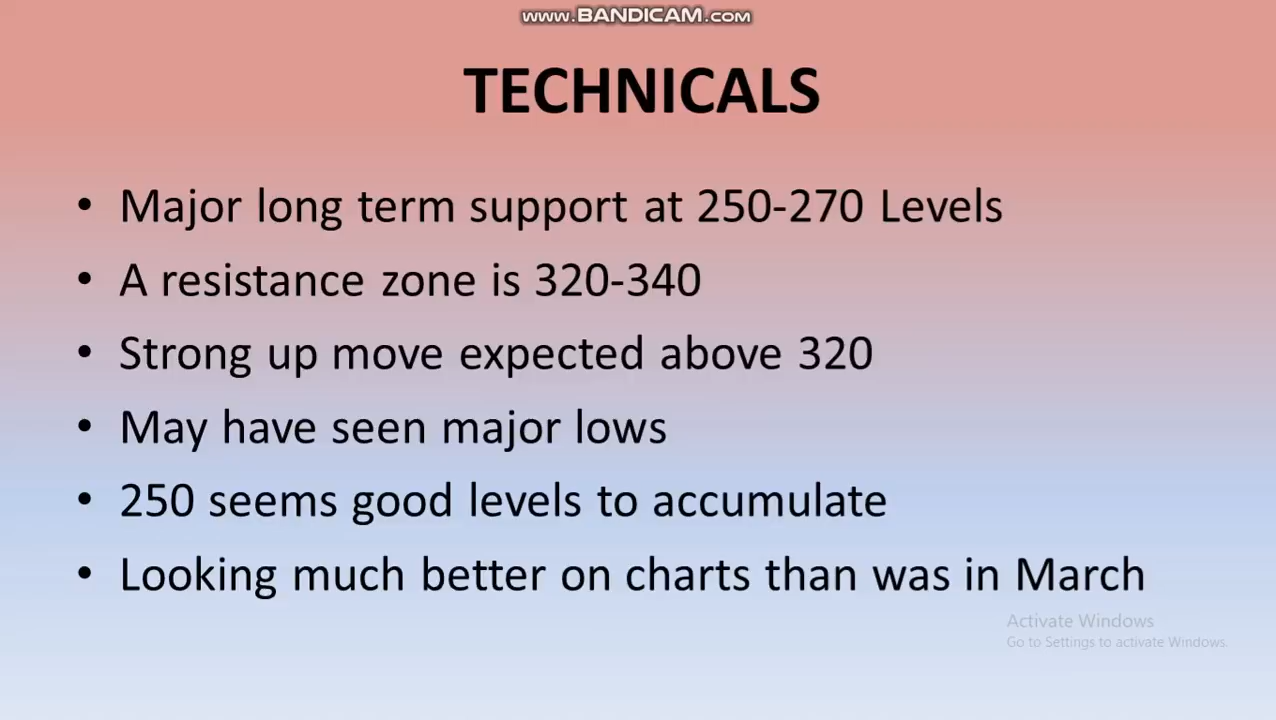 www.BANDICAM.com
TECHNICALS
• Major long term support at 250-270 Levels
• A resistance zone is 320-340
• Strong up move expected above 320
• May have seen major lows
• 250 seems good levels to accumulate
• Looking much better on charts than was in March
Activate Windows
Go to Settings to activate Windows.